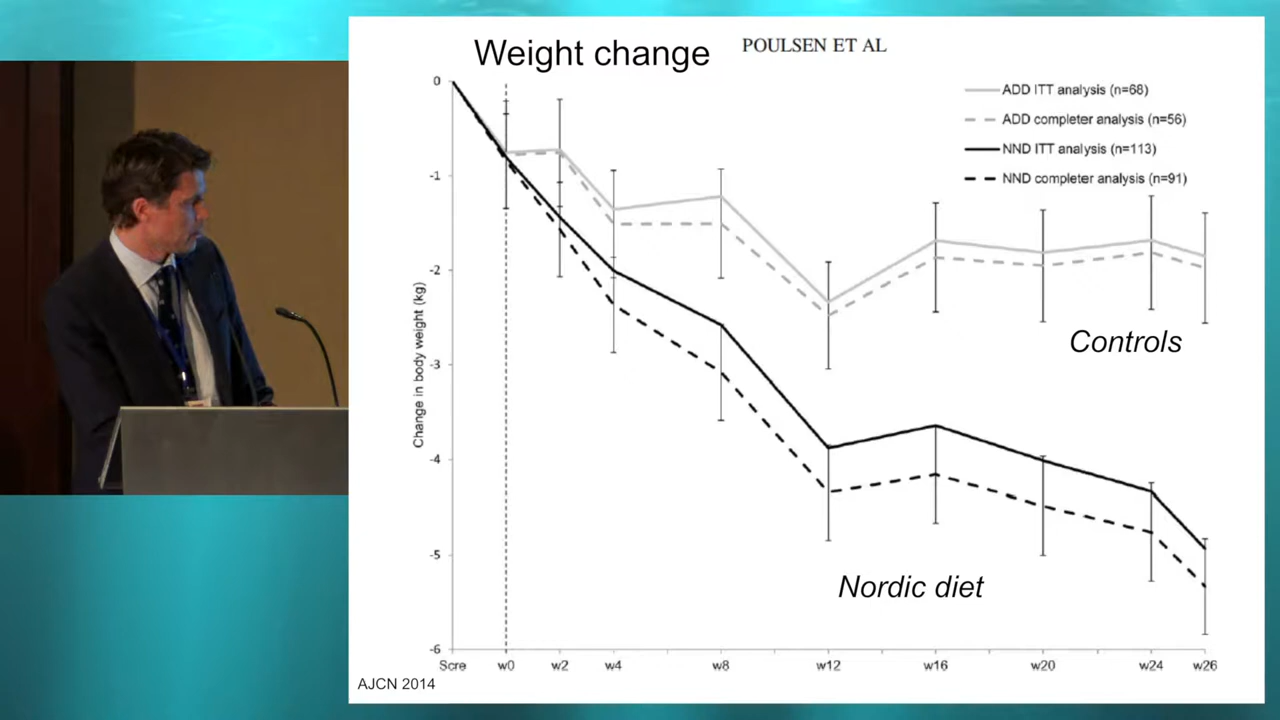 Weight change
POULSEN ET AL
ADD ITT analysis (n=68)
ADD completer analysis (n=56)
NND ITT analysis (n=113)
NND completer analysis (n=91)
Change in body weight (kg)
0
-1
-2
-3
-4
-5
-6
Controls
Nordic diet
Scre w0 w2 w4 w8 w12 w16 w20 w24 w26
AJCN 2014